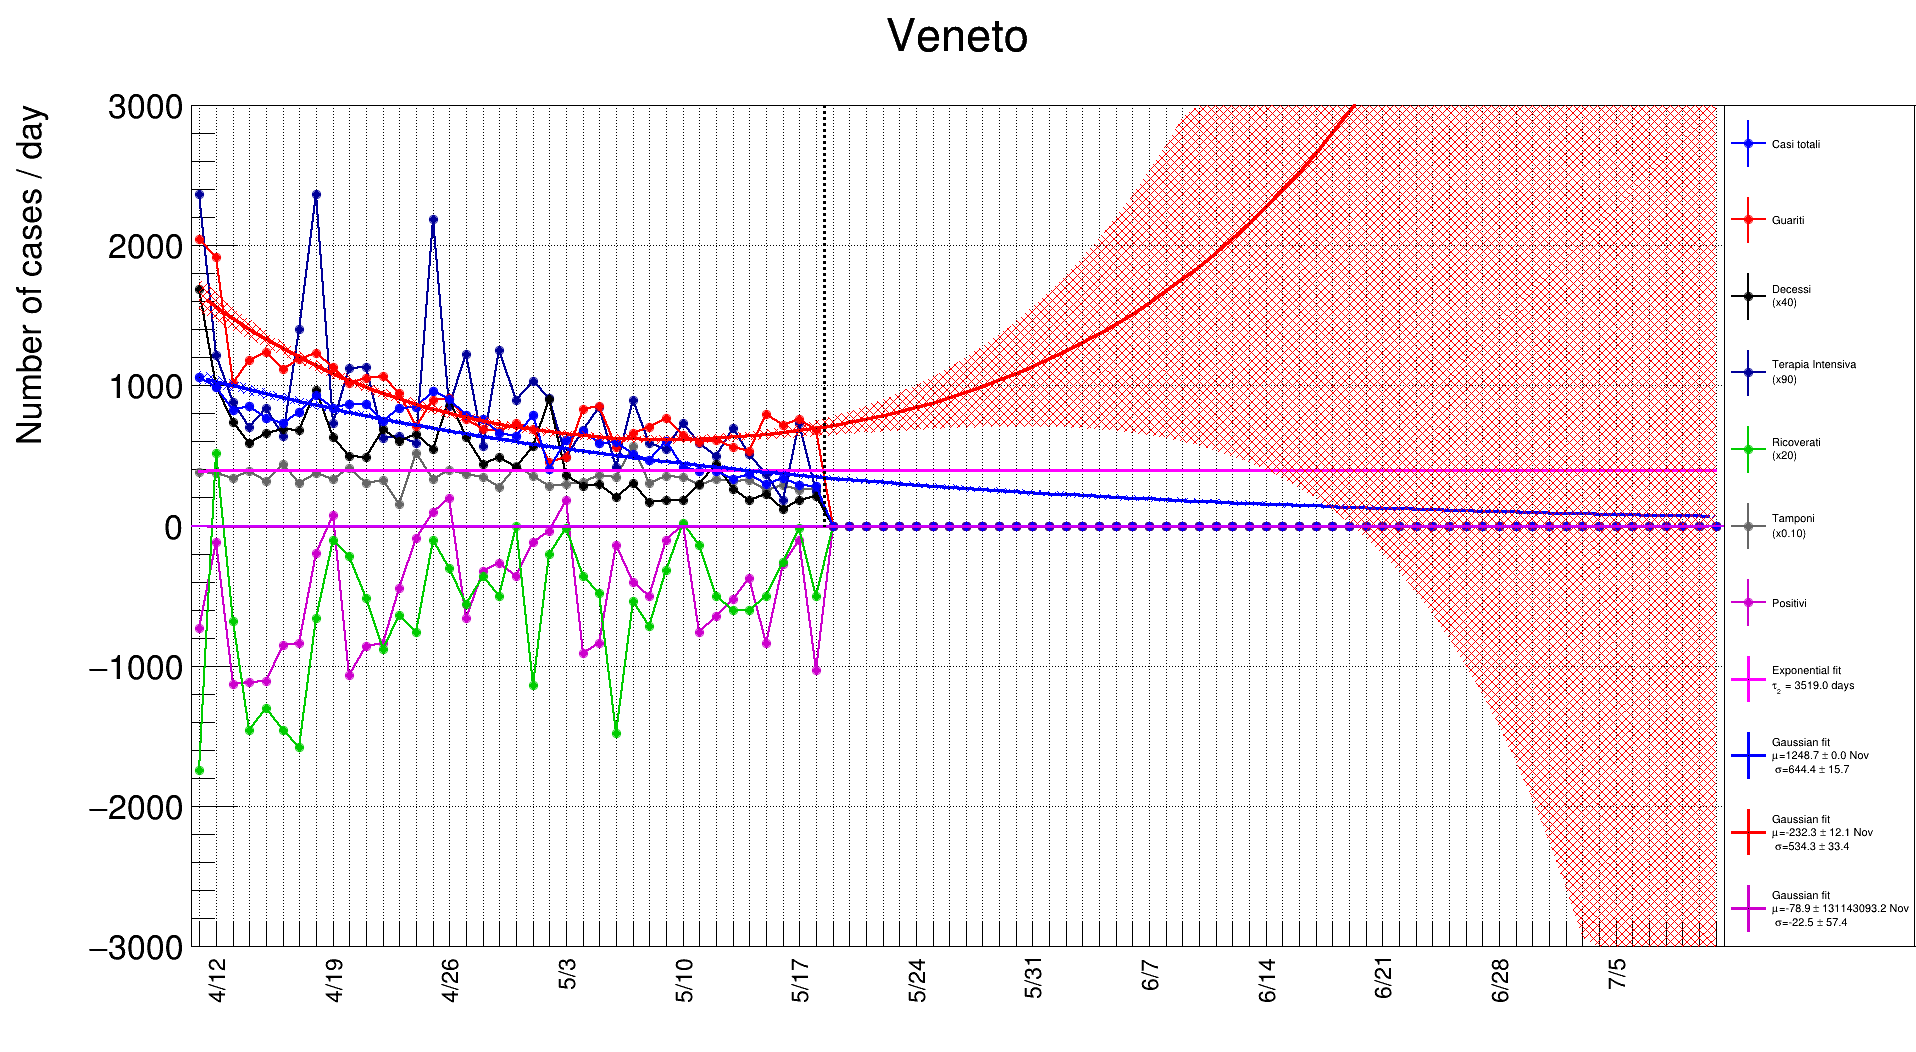 Veneto
Number of cases / day
3000
2000
1000
0
−1000
−2000
−3000
4/12
4/19
4/26
5/3
5/10
5/17
5/24
5/31
6/7
6/14
6/21
6/28
7/5
Casi totali
Guariti
Decessi
(x40)
Terapia Intensiva
(x90)
Ricoverati
(x20)
Tamponi
(x0.10)
Positivi
Exponential fit
τ₂ = 3519.0 days
Gaussian fit
μ=1248.7 ± 0.0 Nov
σ=644.4 ± 15.7
Gaussian fit
μ=-232.3 ± 12.1 Nov
σ=534.3 ± 33.4
Gaussian fit
μ=-78.9 ± 131143093.2 Nov
σ=-22.5 ± 57.4